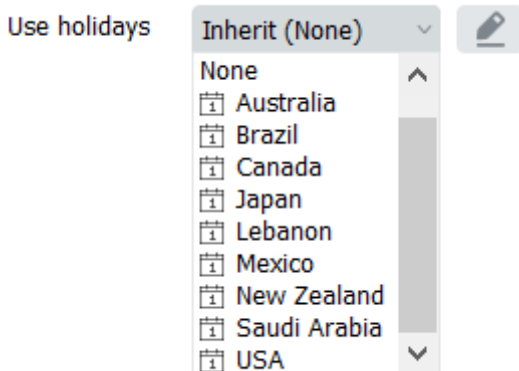 Use holidays Inherit (None)
None
Australia
Brazil
Canada
Japan
Lebanon
Mexico
New Zealand
Saudi Arabia
USA